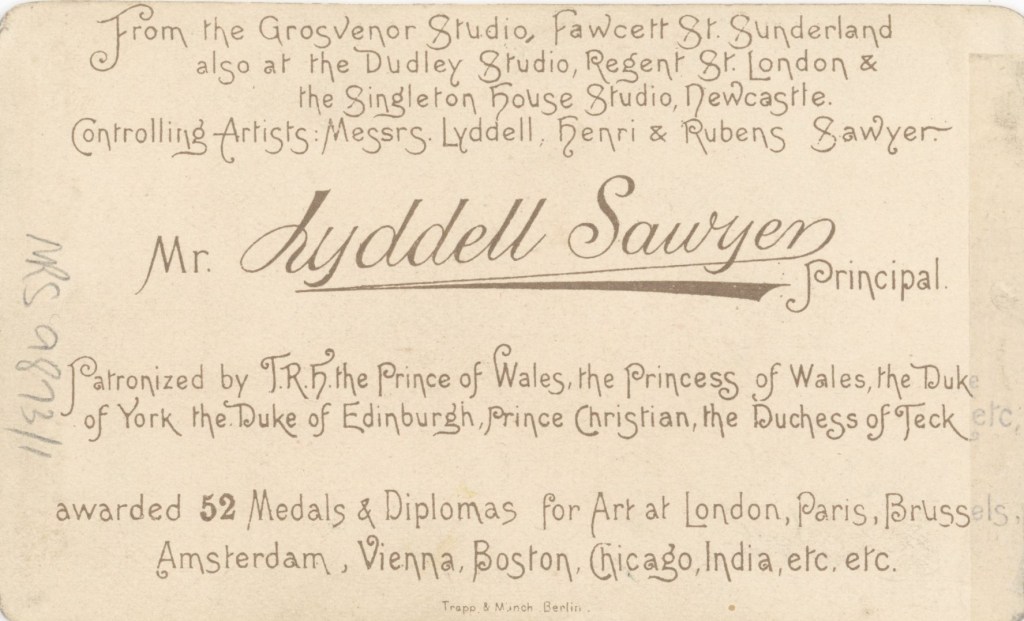 From the Grosvenor Studio, Fawcett St. Sunderland
also at the Dudley Studio, Regent St. London &
the Singleton House Studio, Newcastle.
Controlling Artists: Messrs. Lyddell, Henri & Rubens Sawyer.
Mr. Lyddell Sawyer
Principal.
Patronized by T.R.H. the Prince of Wales, the Princess of Wales, the Duke
of York the Duke of Edinburgh, Prince Christian, the Duchess of Teck etc;
awarded 52 Medals & Diplomas for Art at London, Paris, Brussels,
Amsterdam, Vienna, Boston, Chicago, India, etc. etc.
Trapp & Münch Berlin.
MRS 9873/1